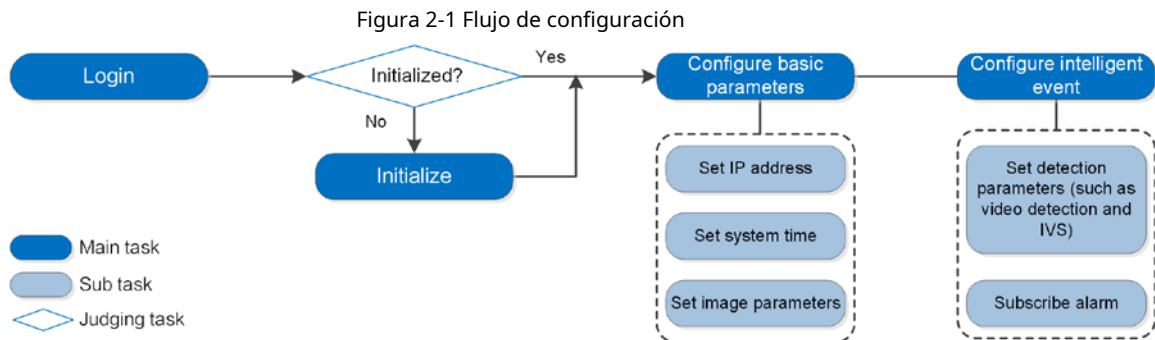 Figura 2-1 Flujo de configuración
Login
Initialized?
Yes
No
Initialize
Configure basic
parameters
Set IP address
Set system time
Set image parameters
Configure intelligent
event
Set detection
parameters (such as
video detection and
IVS)
Subscribe alarm
Main task
Sub task
Judging task